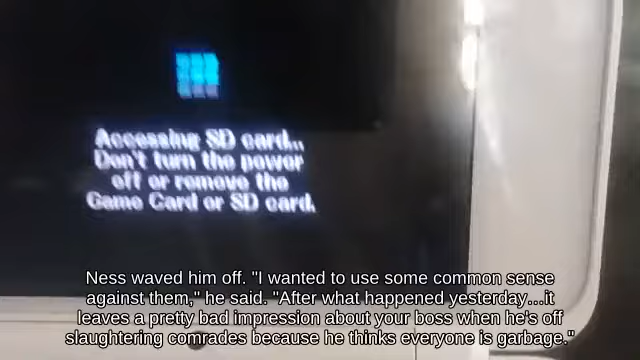 Accessing SD card...
Don't turn the power
off or remove the
Game Card or SD card.
Ness waved him off. "I wanted to use some common sense
against them," he said. "After what happened yesterday...it
leaves a pretty bad impression about your boss when he's off
slaughtering comrades because he thinks everyone is garbage."